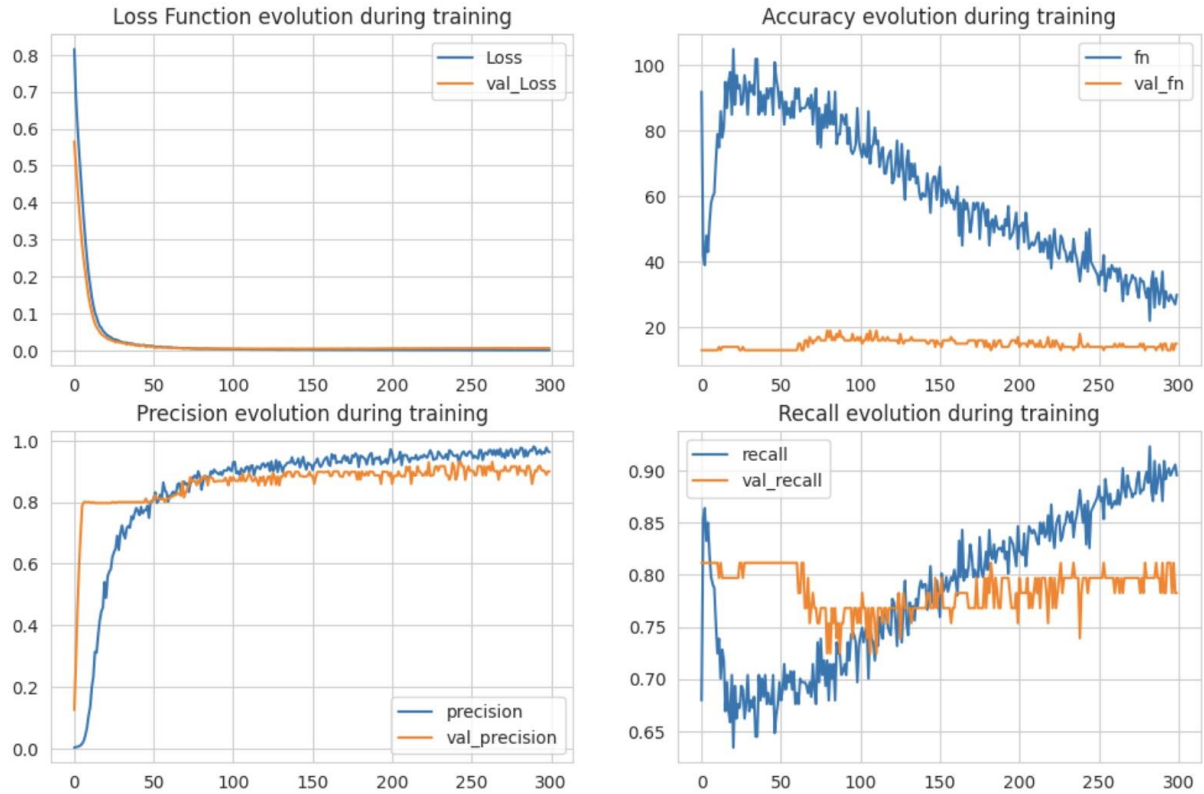 Loss Function evolution during training
0.8
0.7
0.6
0.5
0.4
0.3
0.2
0.1
0.0
Loss
val_Loss
0 50 100 150 200 250 300
Accuracy evolution during training
100
80
60
40
20
fn
val_fn
0 50 100 150 200 250 300
Precision evolution during training
1.0
0.8
0.6
0.4
0.2
0.0
precision
val_precision
0 50 100 150 200 250 300
Recall evolution during training
0.90
0.85
0.80
0.75
0.70
0.65
recall
val_recall
0 50 100 150 200 250 300